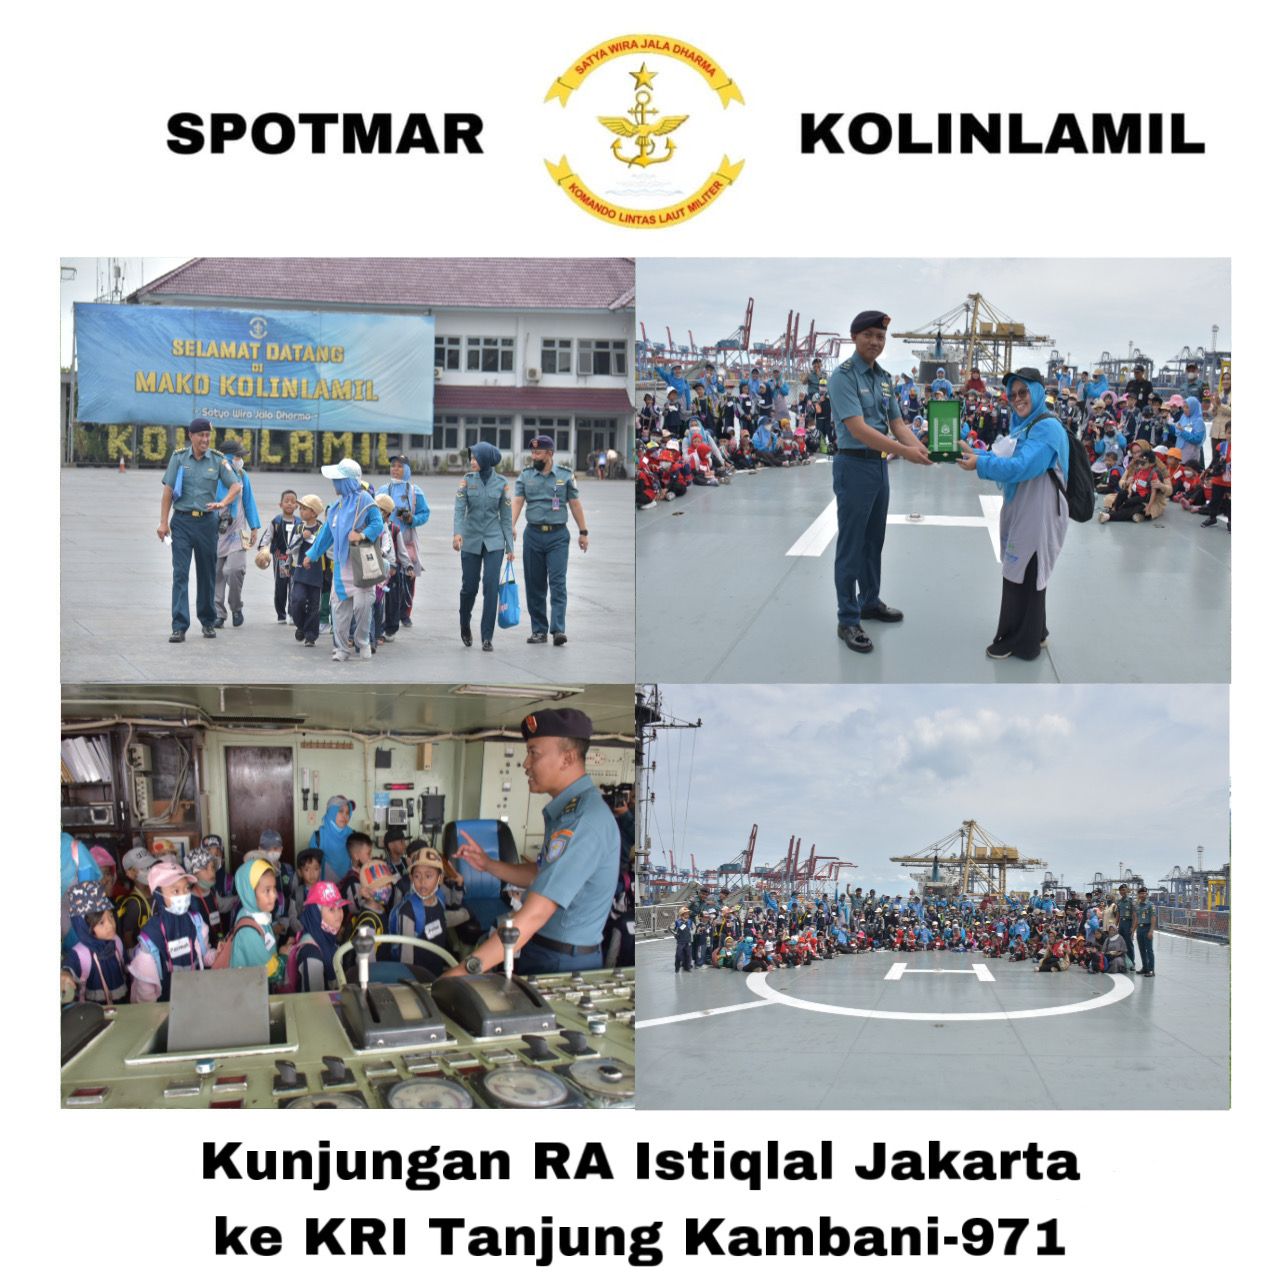 SATYA WIRA JALA DHARMA
SPOTMAR
KOLINLAMIL
KOMANDO LINTAS LAUT MILITER
SELAMAT DATANG
DI
MAKO KOLINLAMIL
- Satya Wira Jala Dharma -
KOLINLAMIL
H
Kunjungan RA Istiqlal Jakarta
ke KRI Tanjung Kambani-971